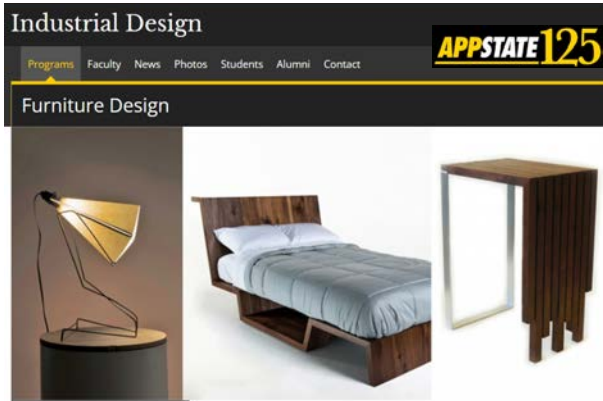 Industrial Design
APPSTATE 125
Programs Faculty News Photos Students Alumni Contact
Furniture Design